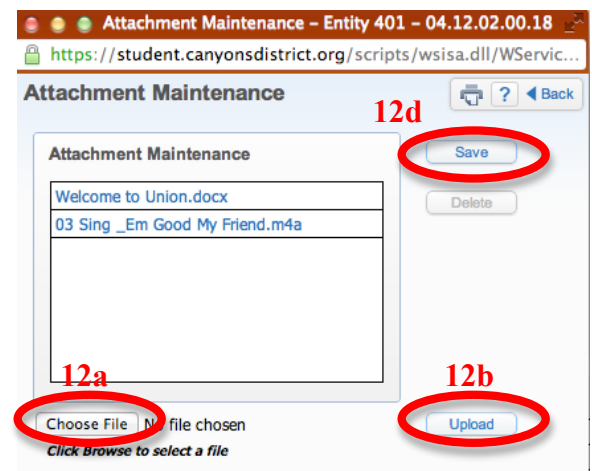 Attachment Maintenance – Entity 401 – 04.12.02.00.18
https://student.canyonsdistrict.org/scripts/wsisa.dll/WServic...
Attachment Maintenance
? Back
12d
Attachment Maintenance
Save
Welcome to Union.docx
Delete
03 Sing _Em Good My Friend.m4a
12a
12b
Choose File No file chosen
Upload
Click Browse to select a file